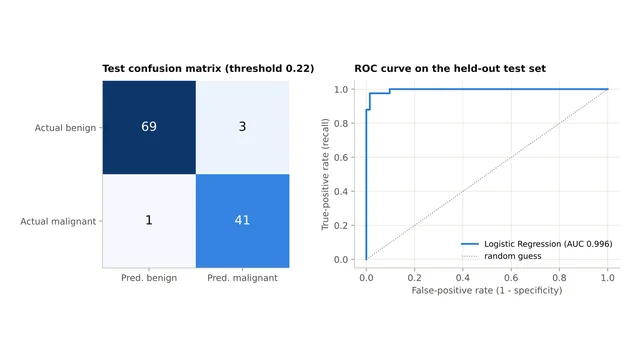 Test confusion matrix (threshold 0.22)
Actual benign
69
3
Actual malignant
1
41
Pred. benign
Pred. malignant
ROC curve on the held-out test set
True-positive rate (recall)
1.0
0.8
0.6
0.4
0.2
0.0
Logistic Regression (AUC 0.996)
random guess
0.0
0.2
0.4
0.6
0.8
1.0
False-positive rate (1 - specificity)